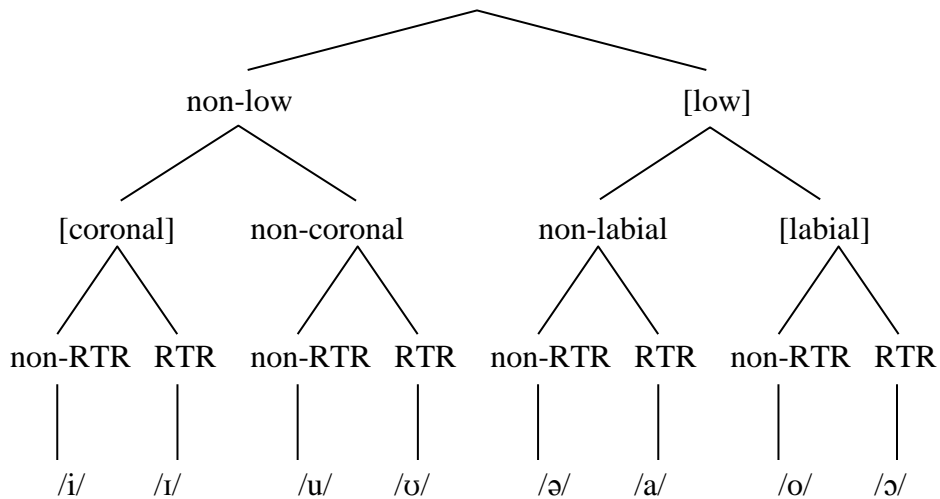 non-low [low]
[coronal] non-coronal non-labial [labial]
non-RTR RTR non-RTR RTR non-RTR RTR non-RTR RTR
/i/ /ɪ/ /u/ /ʊ/ /ə/ /a/ /o/ /ɔ/